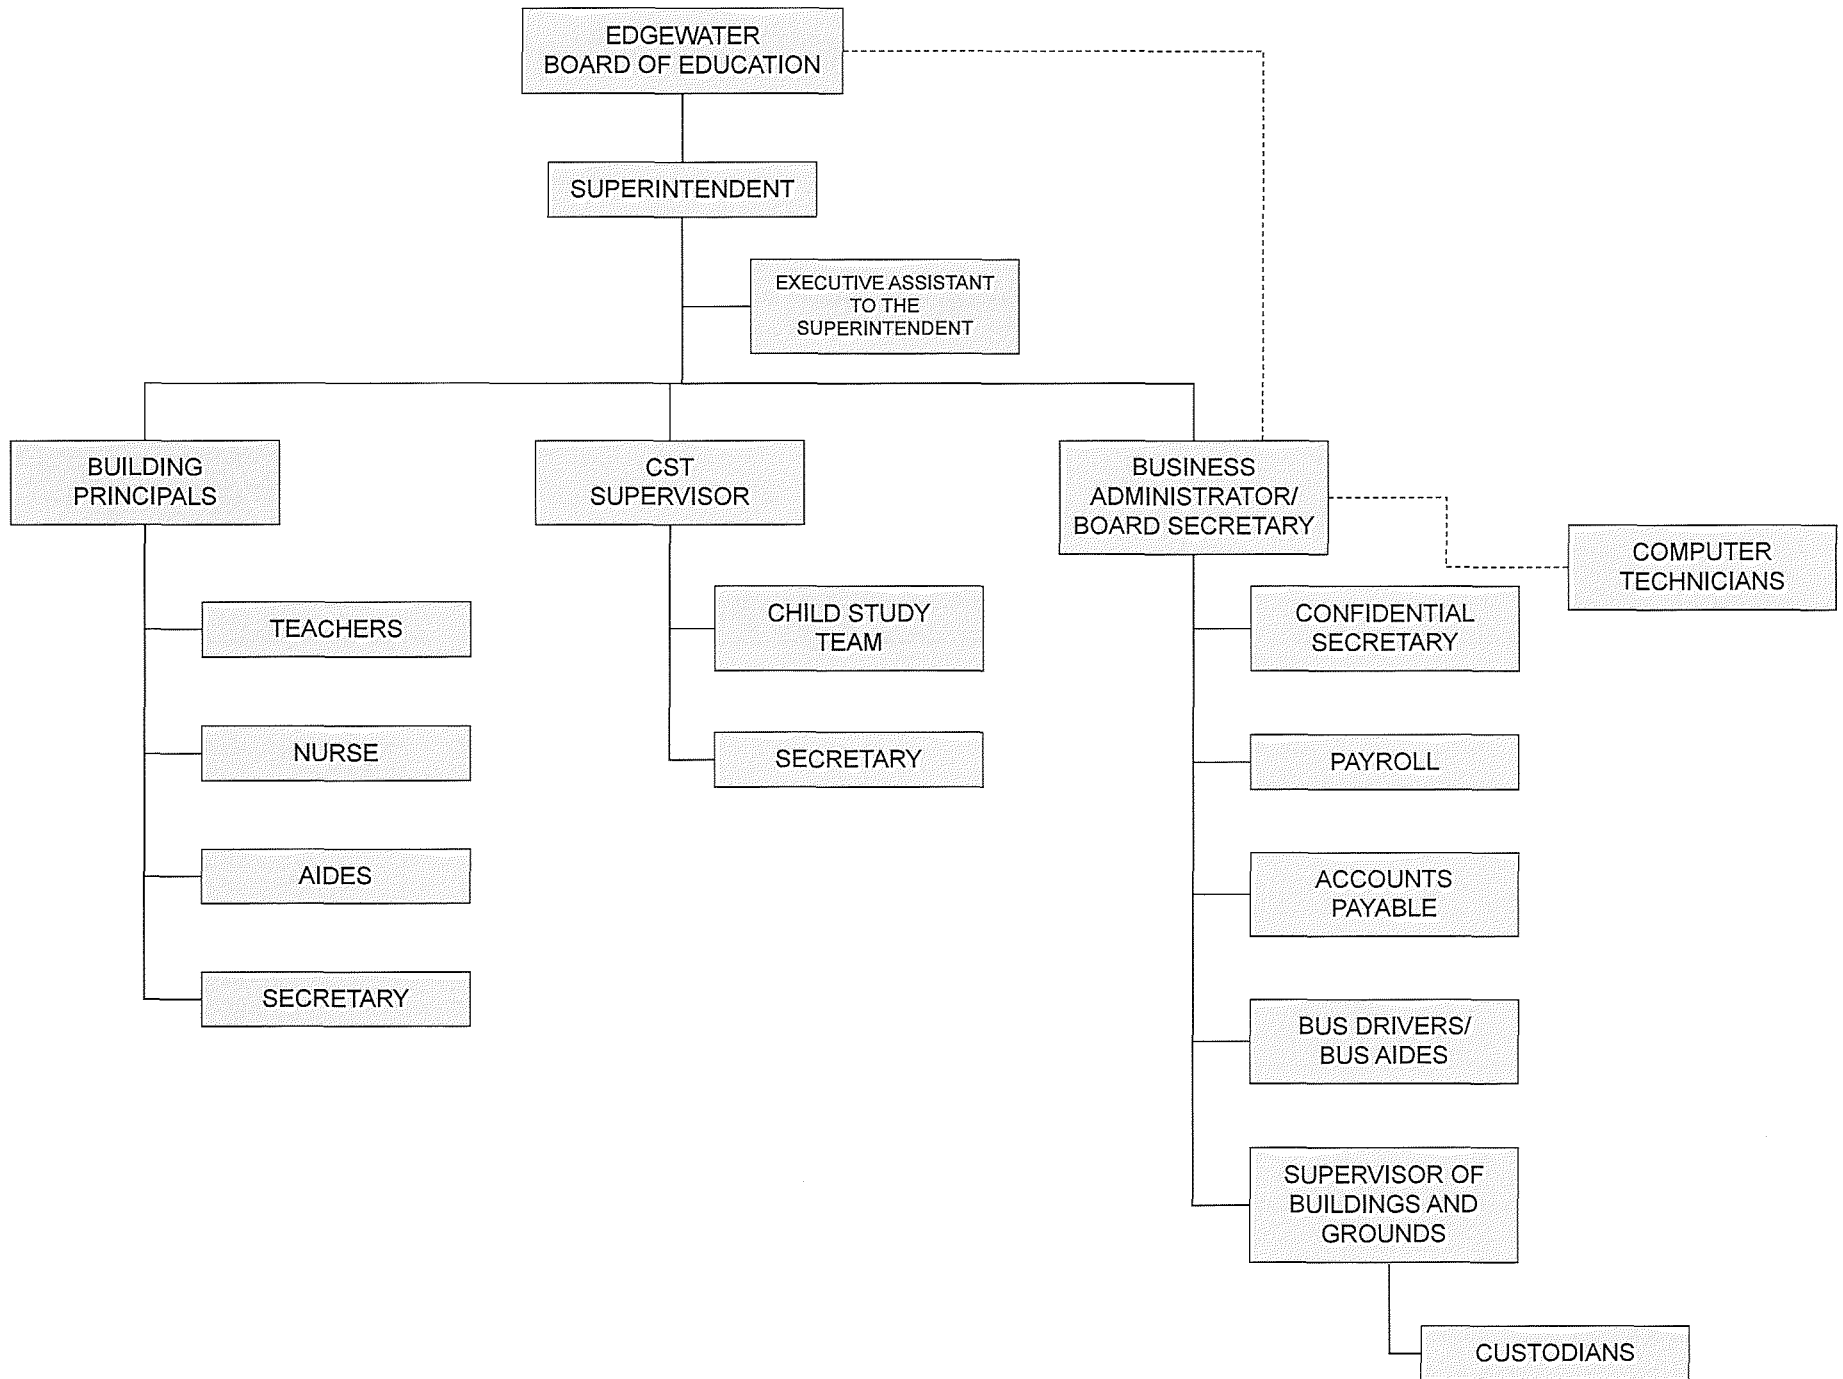 EDGEWATER
BOARD OF EDUCATION
SUPERINTENDENT
EXECUTIVE ASSISTANT
TO THE
SUPERINTENDENT
BUILDING
PRINCIPALS
CST
SUPERVISOR
BUSINESS
ADMINISTRATOR/
BOARD SECRETARY
COMPUTER
TECHNICIANS
TEACHERS
NURSE
AIDES
SECRETARY
CHILD STUDY
TEAM
SECRETARY
CONFIDENTIAL
SECRETARY
PAYROLL
ACCOUNTS
PAYABLE
BUS DRIVERS/
BUS AIDES
SUPERVISOR OF
BUILDINGS AND
GROUNDS
CUSTODIANS